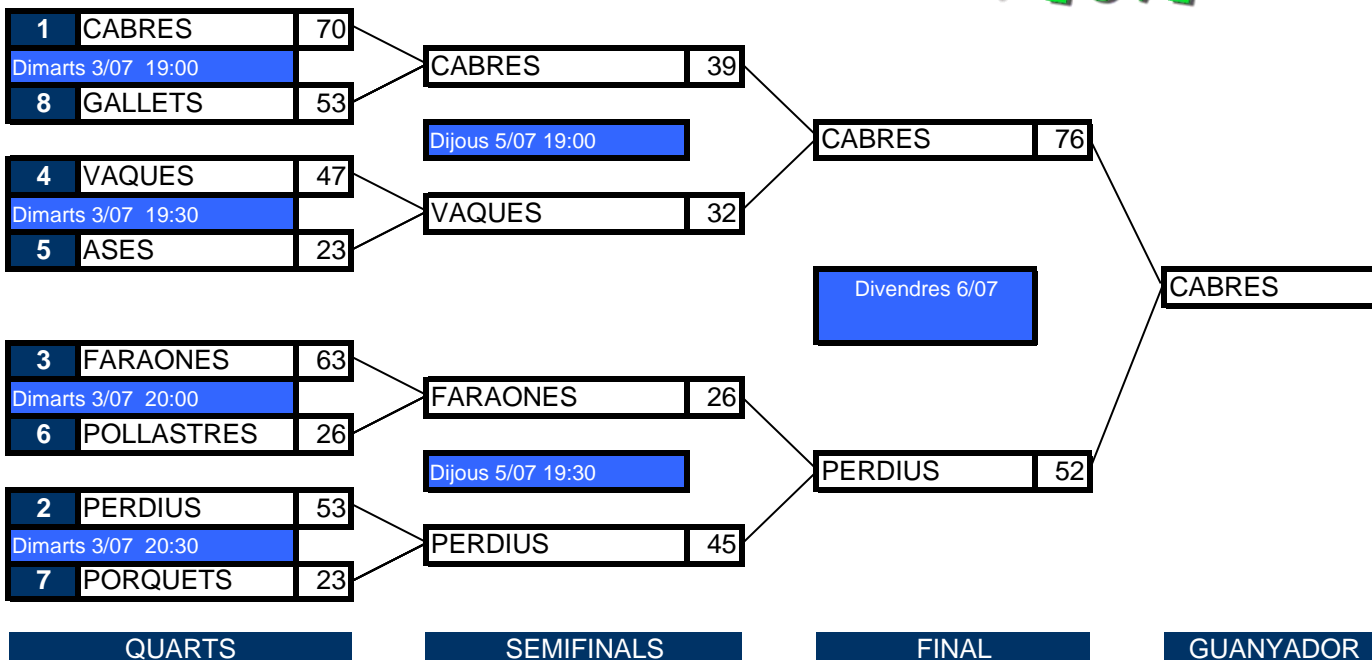 1 CABRES 70
Dimarts 3/07 19:00
8 GALLETS 53
4 VAQUES 47
Dimarts 3/07 19:30
5 ASES 23
3 FARAONES 63
Dimarts 3/07 20:00
6 POLLASTRES 26
2 PERDIUS 53
Dimarts 3/07 20:30
7 PORQUETS 23
QUARTS
CABRES 39
Dijous 5/07 19:00
VAQUES 32
FARAONES 26
Dijous 5/07 19:30
PERDIUS 45
SEMIFINALS
CABRES 76
Divendres 6/07
PERDIUS 52
FINAL
CABRES
GUANYADOR